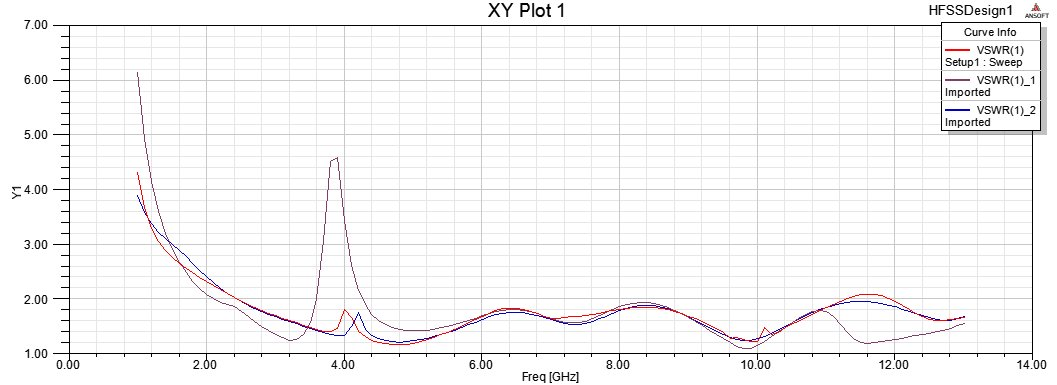 XY Plot 1
HFSSDesign1
ANSOFT
Curve Info
VSWR(1)
Setup1 : Sweep
VSWR(1)_1
Imported
VSWR(1)_2
Imported
7.00
6.00
5.00
4.00
3.00
2.00
1.00
Y1
0.00 2.00 4.00 6.00 8.00 10.00 12.00 14.00
Freq [GHz]